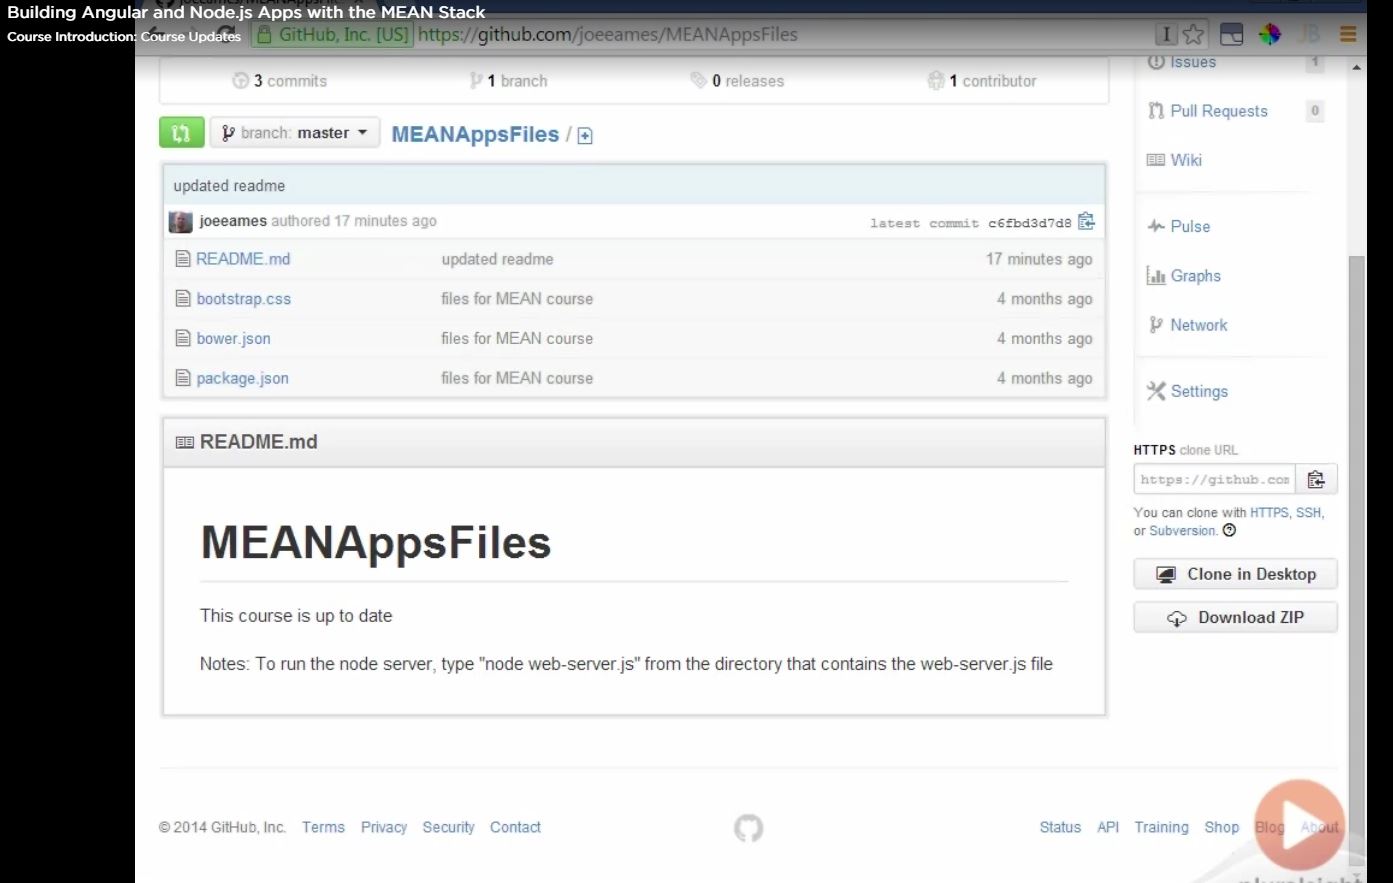 Building Angular and Node.js Apps with the MEAN Stack
Course Introduction: Course Updates
GitHub, Inc. [US] https://github.com/joeeames/MEANAppsFiles
3 commits 1 branch 0 releases 1 contributor
branch: master MEANAppsFiles /
updated readme
joeeames authored 17 minutes ago latest commit c6fbd3d7d8
README.md updated readme 17 minutes ago
bootstrap.css files for MEAN course 4 months ago
bower.json files for MEAN course 4 months ago
package.json files for MEAN course 4 months ago
README.md
MEANAppsFiles
This course is up to date
Notes: To run the node server, type "node web-server.js" from the directory that contains the web-server.js file
Issues 1
Pull Requests 0
Wiki
Pulse
Graphs
Network
Settings
HTTPS clone URL
https://github.com
You can clone with HTTPS, SSH,
or Subversion.
Clone in Desktop
Download ZIP
© 2014 GitHub, Inc. Terms Privacy Security Contact
Status API Training Shop Blog About